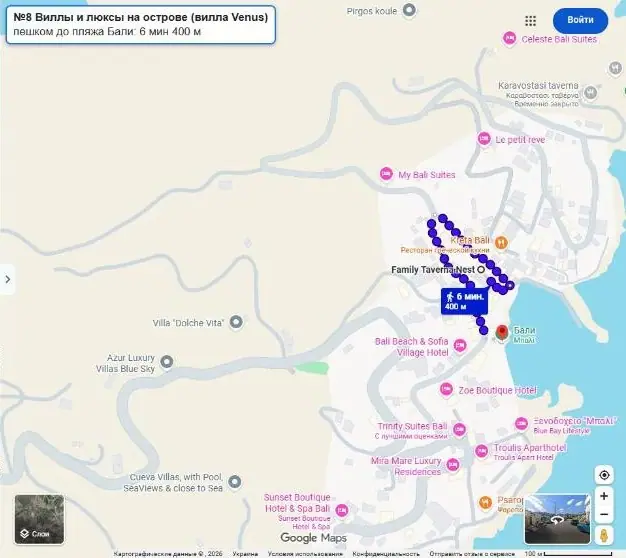 №8 Виллы и люксы на острове (вилла Venus)
пешком до пляжа Бали: 6 мин 400 м
Pirgos koule
Войти
Celeste Bali Suites
Karavostasi taverna
Каравостаси таверна
Временно закрыто
Le petit reve
My Bali Suites
Kreta Bali
Ресторан греческой кухни
Family Taverna Nest
6 мин.
400 м
Бали
Μπαλί
Villa "Dolche Vita"
Bali Beach & Sofia
Village Hotel
Azur Luxury
Villas Blue Sky
Zoe Boutique Hotel
Ξενοδοχείο "Μπαλί"
Blue Bay Lifestyle
Trinity Suites Bali
С лучшими оценками
Troulis Aparthotel
Troulis Apart Hotel
Mira Mare Luxury
Residences
Cueva Villas, with Pool,
SeaViews & close to Sea
Sunset Boutique
Hotel & Spa Bali
Sunset Boutique
Hotel &
Psaro
Слои
Google Maps
Картографические данные © , 2026 Украина Условия использования Конфиденциальность Отправить отзыв о сервисе 100 м